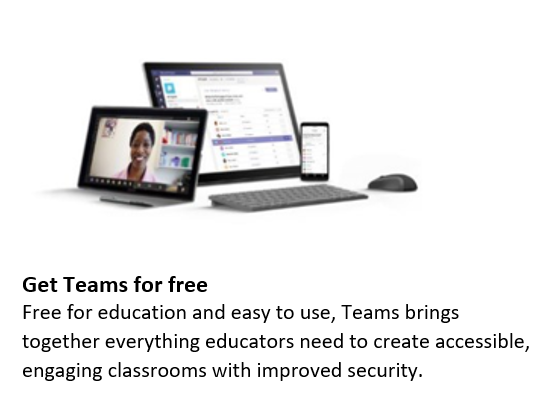 Get Teams for free
Free for education and easy to use, Teams brings
together everything educators need to create accessible,
engaging classrooms with improved security.